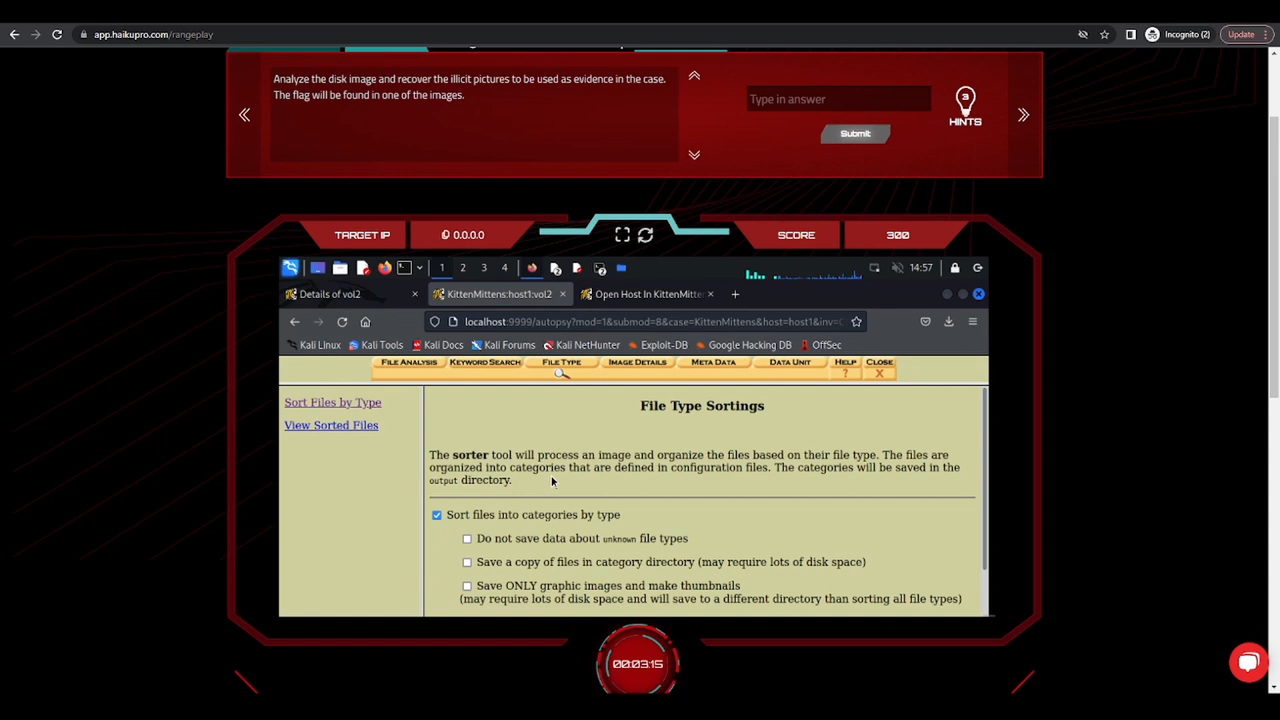 app.haikupro.com/rangeplay
Incognito (2)
Update
Analyze the disk image and recover the illicit pictures to be used as evidence in the case.
The flag will be found in one of the images.
Type in answer
Submit
3
HINTS
TARGET IP
0.0.0.0
SCORE
300
1 2 3 4
14:57
Details of vol2
KittenMittens:host1:vol2
Open Host In KittenMitte
localhost:9999/autopsy?mod=1&submod=8&case=KittenMittens&host=host1&inv=
Kali Linux
Kali Tools
Kali Docs
Kali Forums
Kali NetHunter
Exploit-DB
Google Hacking DB
OffSec
FILE ANALYSIS
KEYWORD SEARCH
FILE TYPE
IMAGE DETAILS
META DATA
DATA UNIT
HELP
?
CLOSE
X
Sort Files by Type
View Sorted Files
File Type Sortings
The sorter tool will process an image and organize the files based on their file type. The files are
organized into categories that are defined in configuration files. The categories will be saved in the
output directory.
Sort files into categories by type
Do not save data about unknown file types
Save a copy of files in category directory (may require lots of disk space)
Save ONLY graphic images and make thumbnails
(may require lots of disk space and will save to a different directory than sorting all file types)
00:03:15